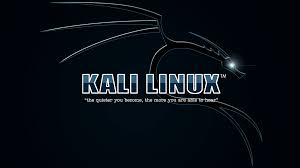 KALI LINUX™
"the quieter you become, the more you are able to hear"